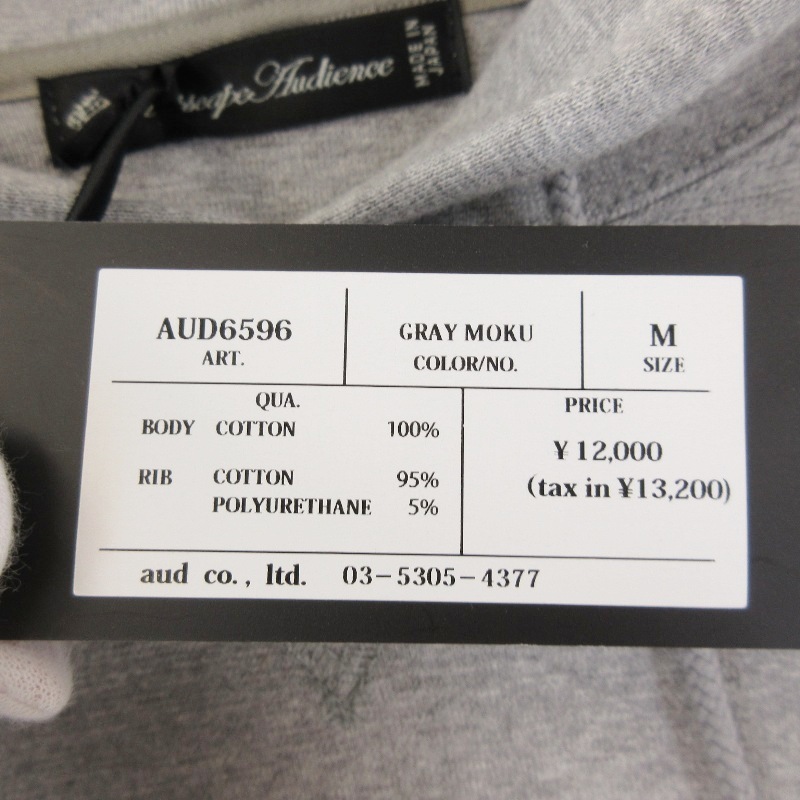 Audience
MADE IN
JAPAN
AUD6596
ART.
GRAY MOKU
COLOR/NO.
M
SIZE
QUA.
BODY COTTON 100%
RIB COTTON 95%
POLYURETHANE 5%
PRICE
¥12,000
(tax in ¥13,200)
aud co., ltd. 03-5305-4377